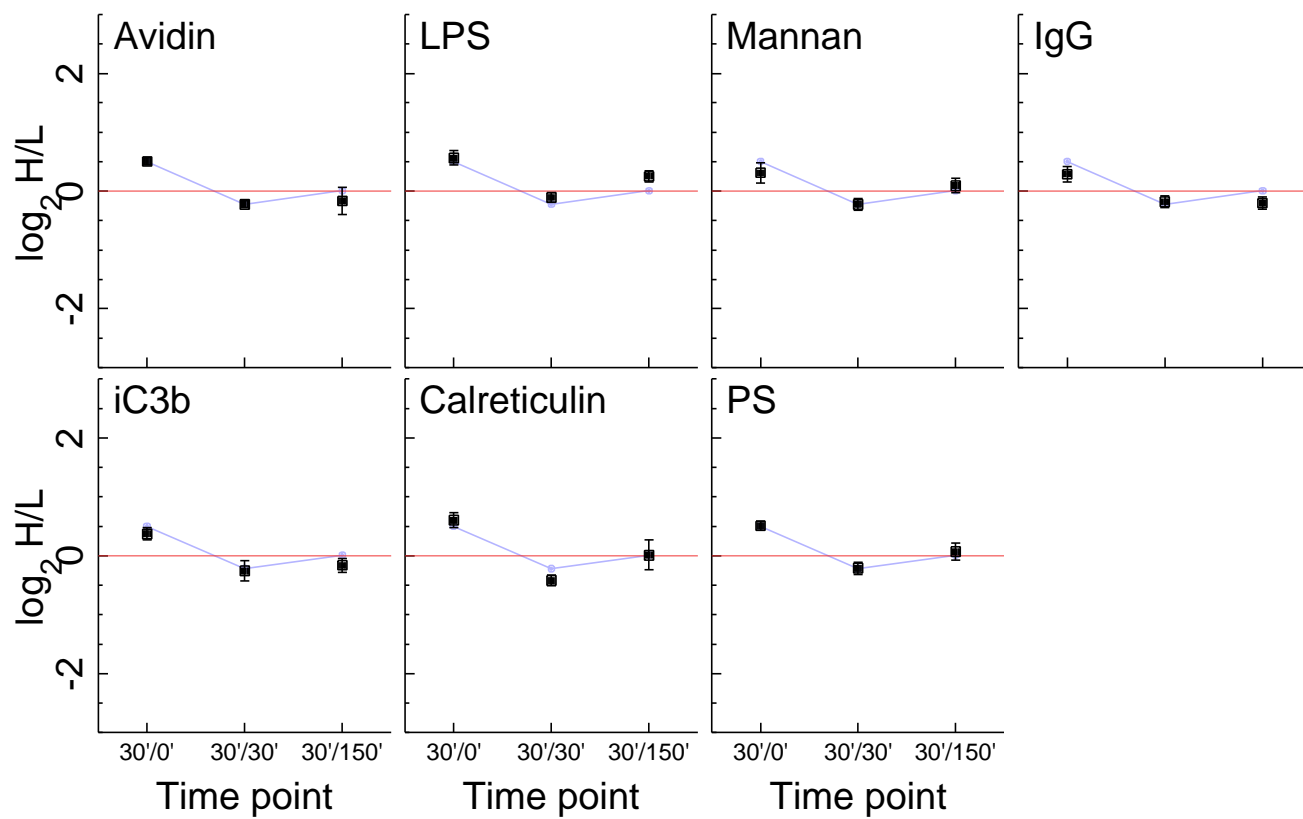 Avidin LPS Mannan IgG
log2 H/L
2
0
-2
iC3b Calreticulin PS
log2 H/L
2
0
-2
30'/0' 30'/30' 30'/150' 30'/0' 30'/30' 30'/150' 30'/0' 30'/30' 30'/150'
Time point Time point Time point